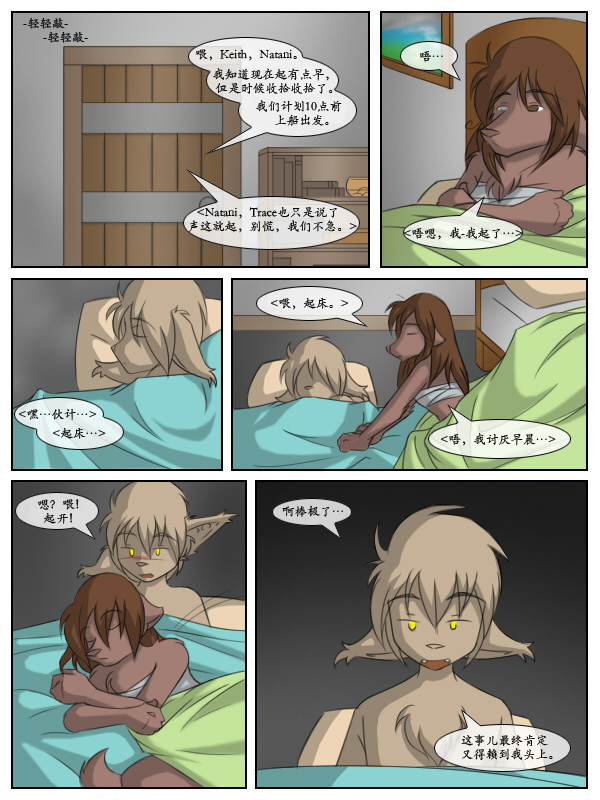 -轻轻敲-
-轻轻敲-
喂，Keith，Natani。
我知道现在起有点早，
但是时候收拾收拾了。
我们计划10点前
上船出发。
<Natani，Trace也只是说了
声这就起，别慌，我们不急。>
唔…
<唔嗯，我-我起了…>
<嘿…伙计…>
<起床…>
<喂，起床。>
<唔，我讨厌早晨…>
嗯？喂！
起开！
啊捧极了…
这事儿最终肯定
又得賴到我头上。